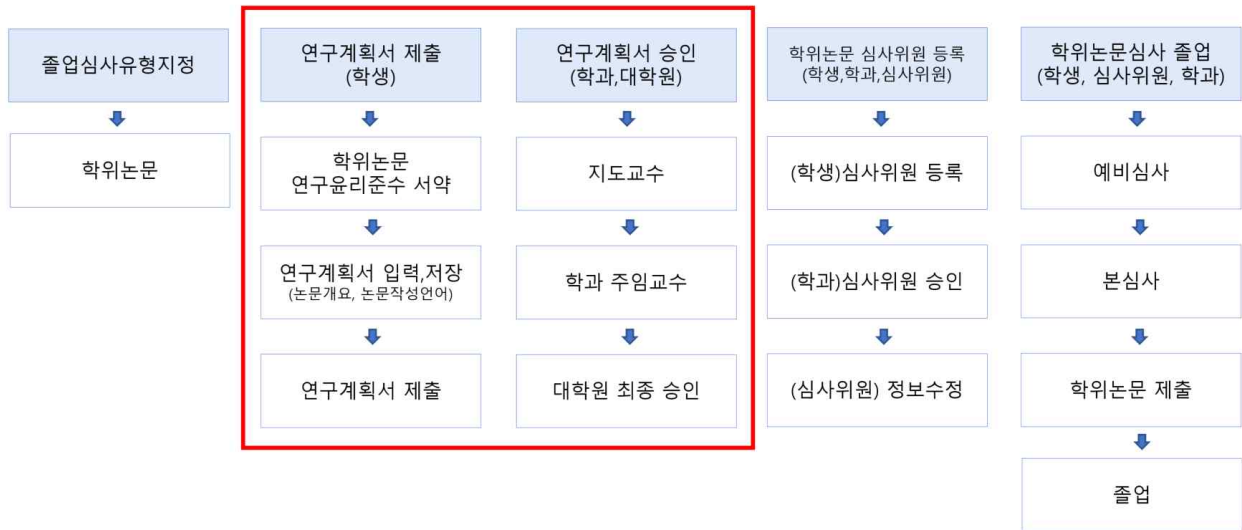 졸업심사유형지정
학위논문
연구계획서 제출
(학생)
학위논문
연구윤리준수 서약
연구계획서 입력,저장
(논문개요, 논문작성언어)
연구계획서 제출
연구계획서 승인
(학과,대학원)
지도교수
학과 주임교수
대학원 최종 승인
학위논문 심사위원 등록
(학생,학과,심사위원)
(학생)심사위원 등록
(학과)심사위원 승인
(심사위원) 정보수정
학위논문심사 졸업
(학생, 심사위원, 학과)
예비심사
본심사
학위논문 제출
졸업